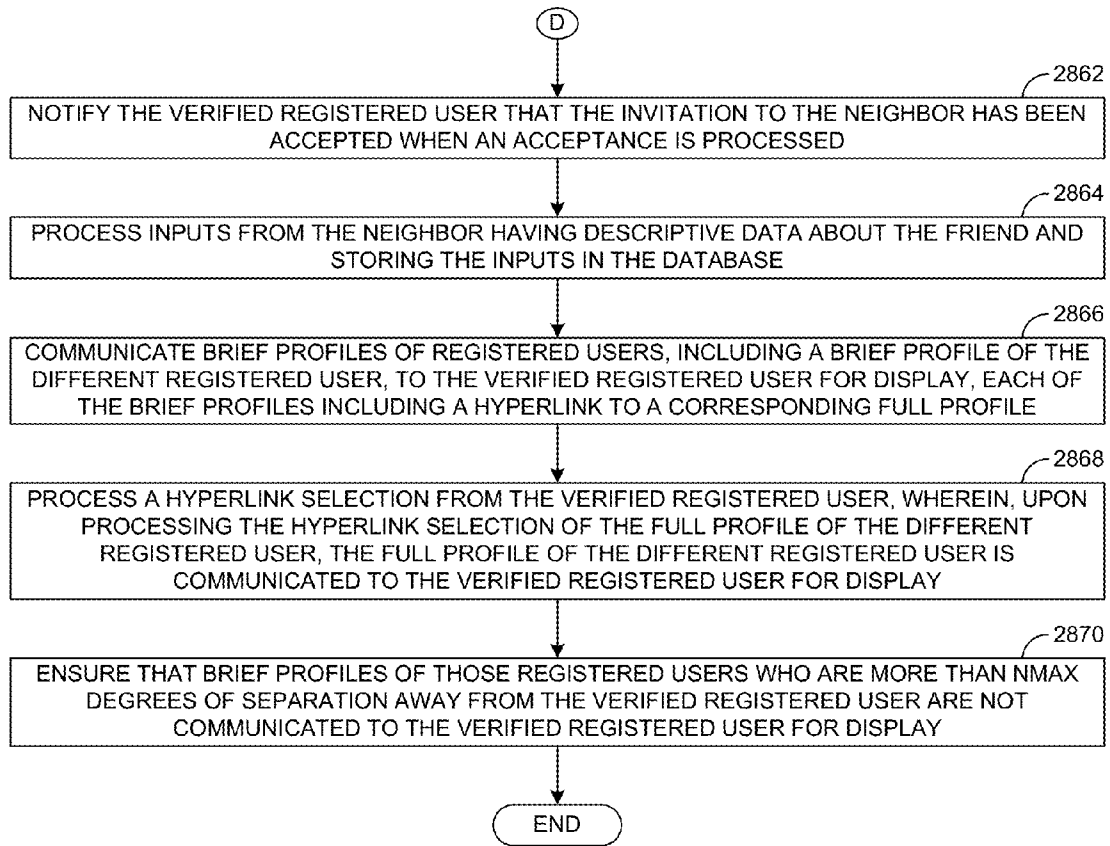 D
2862
NOTIFY THE VERIFIED REGISTERED USER THAT THE INVITATION TO THE NEIGHBOR HAS BEEN
ACCEPTED WHEN AN ACCEPTANCE IS PROCESSED
2864
PROCESS INPUTS FROM THE NEIGHBOR HAVING DESCRIPTIVE DATA ABOUT THE FRIEND AND
STORING THE INPUTS IN THE DATABASE
2866
COMMUNICATE BRIEF PROFILES OF REGISTERED USERS, INCLUDING A BRIEF PROFILE OF THE
DIFFERENT REGISTERED USER, TO THE VERIFIED REGISTERED USER FOR DISPLAY, EACH OF
THE BRIEF PROFILES INCLUDING A HYPERLINK TO A CORRESPONDING FULL PROFILE
2868
PROCESS A HYPERLINK SELECTION FROM THE VERIFIED REGISTERED USER, WHEREIN, UPON
PROCESSING THE HYPERLINK SELECTION OF THE FULL PROFILE OF THE DIFFERENT
REGISTERED USER, THE FULL PROFILE OF THE DIFFERENT REGISTERED USER IS
COMMUNICATED TO THE VERIFIED REGISTERED USER FOR DISPLAY
2870
ENSURE THAT BRIEF PROFILES OF THOSE REGISTERED USERS WHO ARE MORE THAN NMAX
DEGREES OF SEPARATION AWAY FROM THE VERIFIED REGISTERED USER ARE NOT
COMMUNICATED TO THE VERIFIED REGISTERED USER FOR DISPLAY
END